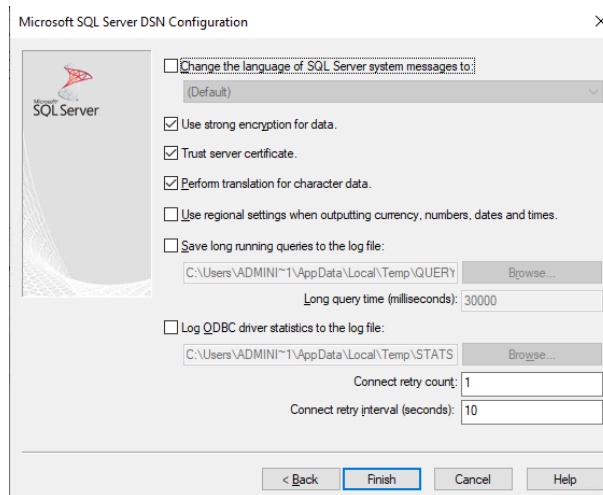 Microsoft SQL Server DSN Configuration
Microsoft
SQL Server
Change the language of SQL Server system messages to:
(Default)
Use strong encryption for data.
Trust server certificate.
Perform translation for character data.
Use regional settings when outputting currency, numbers, dates and times.
Save long running queries to the log file:
C:\Users\ADMINI~1\AppData\Local\Temp\QUERY Browse...
Long query time (milliseconds): 30000
Log ODBC driver statistics to the log file:
C:\Users\ADMINI~1\AppData\Local\Temp\STATS Browse...
Connect retry count: 1
Connect retry interval (seconds): 10
< Back Finish Cancel Help